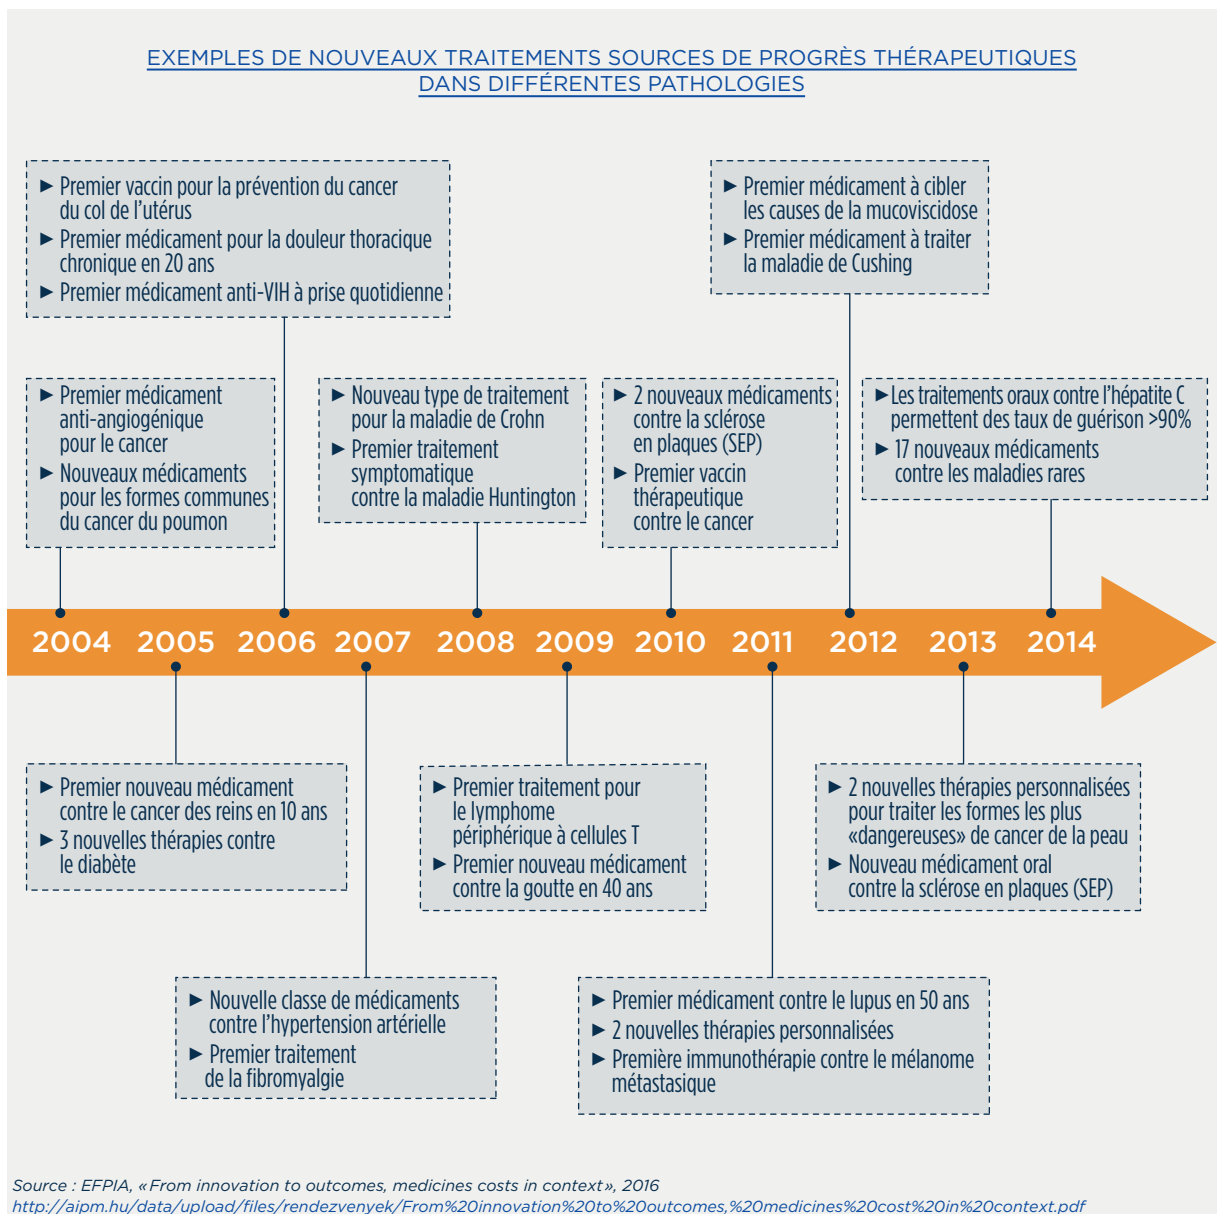 EXEMPLES DE NOUVEAUX TRAITEMENTS SOURCES DE PROGRÈS THÉRAPEUTIQUES
DANS DIFFÉRENTES PATHOLOGIES
► Premier vaccin pour la prévention du cancer
du col de l’utérus
► Premier médicament pour la douleur thoracique
chronique en 20 ans
► Premier médicament anti-VIH à prise quotidienne
► Premier médicament à cibler
les causes de la mucoviscidose
► Premier médicament à traiter
la maladie de Cushing
► Premier médicament
anti-angiogénique
pour le cancer
► Nouveaux médicaments
pour les formes communes
du cancer du poumon
► Nouveau type de traitement
pour la maladie de Crohn
► Premier traitement
symptomatique
contre la maladie Huntington
► 2 nouveaux médicaments
contre la sclérose
en plaques (SEP)
► Premier vaccin
thérapeutique
contre le cancer
► Les traitements oraux contre l’hépatite C
permettent des taux de guérison >90%
► 17 nouveaux médicaments
contre les maladies rares
2004 2005 2006 2007 2008 2009 2010 2011 2012 2013 2014
► Premier nouveau médicament
contre le cancer des reins en 10 ans
► 3 nouvelles thérapies contre
le diabète
► Premier traitement pour
le lymphome
périphérique à cellules T
► Premier nouveau médicament
contre la goutte en 40 ans
► 2 nouvelles thérapies personnalisées
pour traiter les formes les plus
«dangereuses» de cancer de la peau
► Nouveau médicament oral
contre la sclérose en plaques (SEP)
► Nouvelle classe de médicaments
contre l’hypertension artérielle
► Premier traitement
de la fibromyalgie
► Premier médicament contre le lupus en 50 ans
► 2 nouvelles thérapies personnalisées
► Première immunothérapie contre le mélanome
métastasique
Source : EFPIA, «From innovation to outcomes, medicines costs in context», 2016
http://aipm.hu/data/upload/files/rendezvenyek/From%20innovation%20to%20outcomes,%20medicines%20cost%20in%20context.pdf